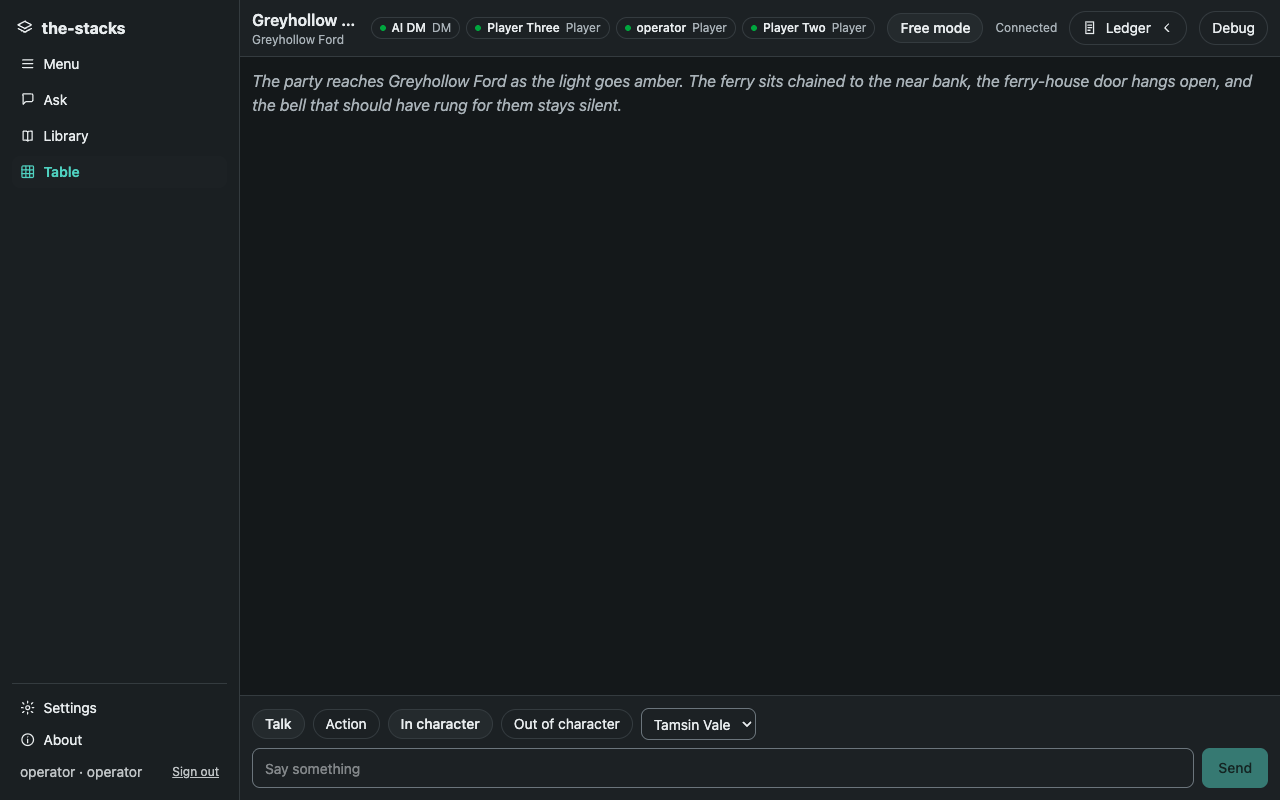 the-stacks
Menu
Ask
Library
Table
Settings
About
operator · operator
Sign out
Greyhollow ...
Greyhollow Ford
AI DM DM
Player Three Player
operator Player
Player Two Player
Free mode
Connected
Ledger
Debug
The party reaches Greyhollow Ford as the light goes amber. The ferry sits chained to the near bank, the ferry-house door hangs open, and
the bell that should have rung for them stays silent.
Talk
Action
In character
Out of character
Tamsin Vale
Say something
Send